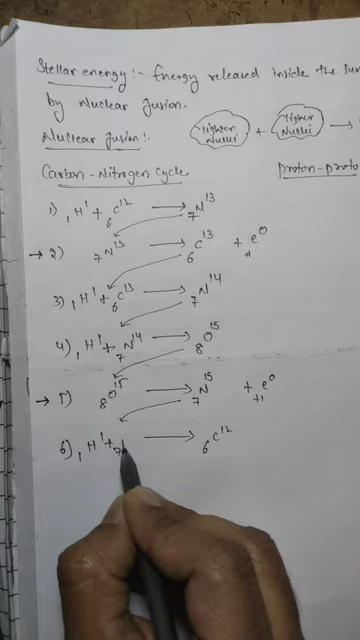 Stellar energy :- Energy released inside the
by Nuclear fusion.
Nuclear fusion :. lighter Nuclei + lighter Nuclei →
Carbon-Nitrogen cycle Proton-proto
1) ₁H¹ + ₆C¹² → ₇N¹³
→ 2) ₇N¹³ → ₆C¹³ + e⁰
3) ₁H¹ + ₆C¹³ → ₇N¹⁴
4) ₁H¹ + ₇N¹⁴ → ₈O¹⁵
→ 5) ₈O¹⁵ → ₇N¹⁵ + ₊₁e⁰
6) ₁H¹ + ₇ → ₆C¹²